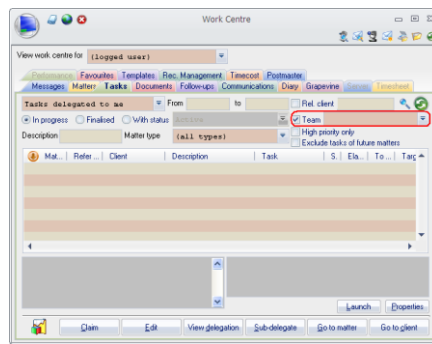 Work Centre
View work centre for (logged user)
Performance Favourites Templates Rec. Management Timecost Postmaster
Messages Matters Tasks Documents Follow-ups Communications Diary Grapevine Timesheet
Tasks delegated to me From to Rel. client
In progress Finalised With status Active Team
Description Matter type (all types) High priority only
Exclude tasks of future matters
Mat... Refer... Client Description Task S. Ela... To... Targ
Launch Properties
Claim Edit View delegation Sub-delegate Go to matter Go to client